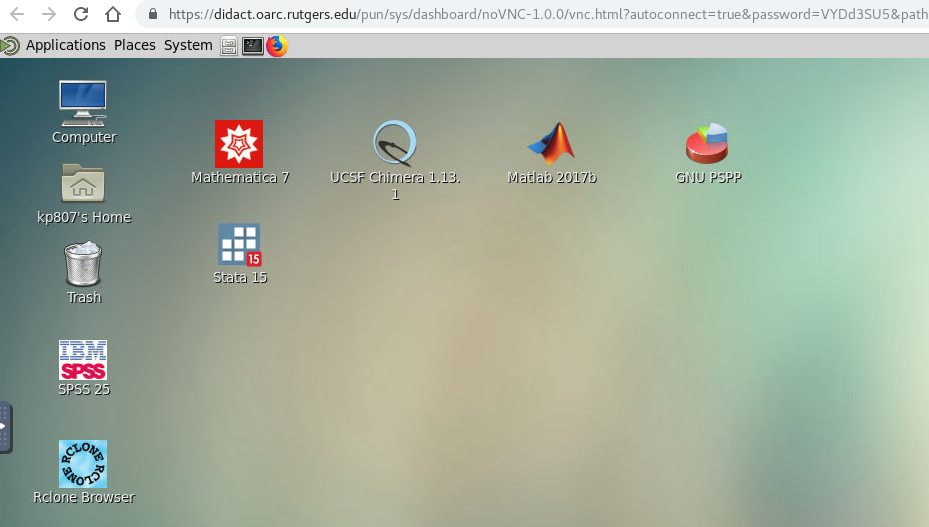 https://didact.oarc.rutgers.edu/pun/sys/dashboard/noVNC-1.0.0/vnc.html?autoconnect=true&password=VYDd3SU5&path
Applications Places System
Computer
kp807's Home
Trash
IBM
SPSS
SPSS 25
RCLONE RCLONE
Rclone Browser
Mathematica 7
UCSF Chimera 1.13.
1
Matlab 2017b
GNU PSPP
15
Stata 15